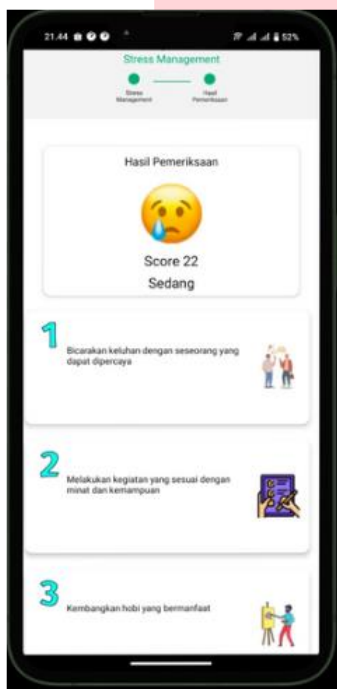 21.44 52%
Stress Management
Stress Hasil
Management Pemeriksaan
Hasil Pemeriksaan
Score 22
Sedang
1
Bicarakan keluhan dengan seseorang yang
dapat dipercaya
2
Melakukan kegiatan yang sesuai dengan
minat dan kemampuan
3
Kembangkan hobi yang bermanfaat